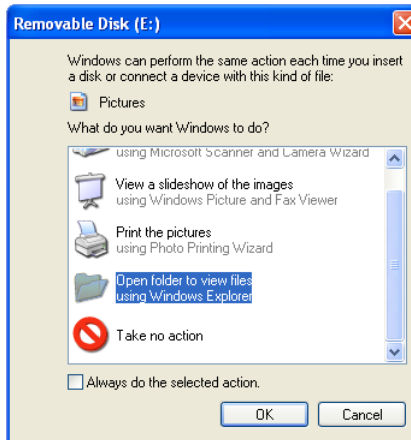 Removable Disk (E:)
Windows can perform the same action each time you insert
a disk or connect a device with this kind of file:
Pictures
What do you want Windows to do?
using Microsoft Scanner and Camera Wizard
View a slideshow of the images
using Windows Picture and Fax Viewer
Print the pictures
using Photo Printing Wizard
Open folder to view files
using Windows Explorer
Take no action
Always do the selected action.
OK
Cancel